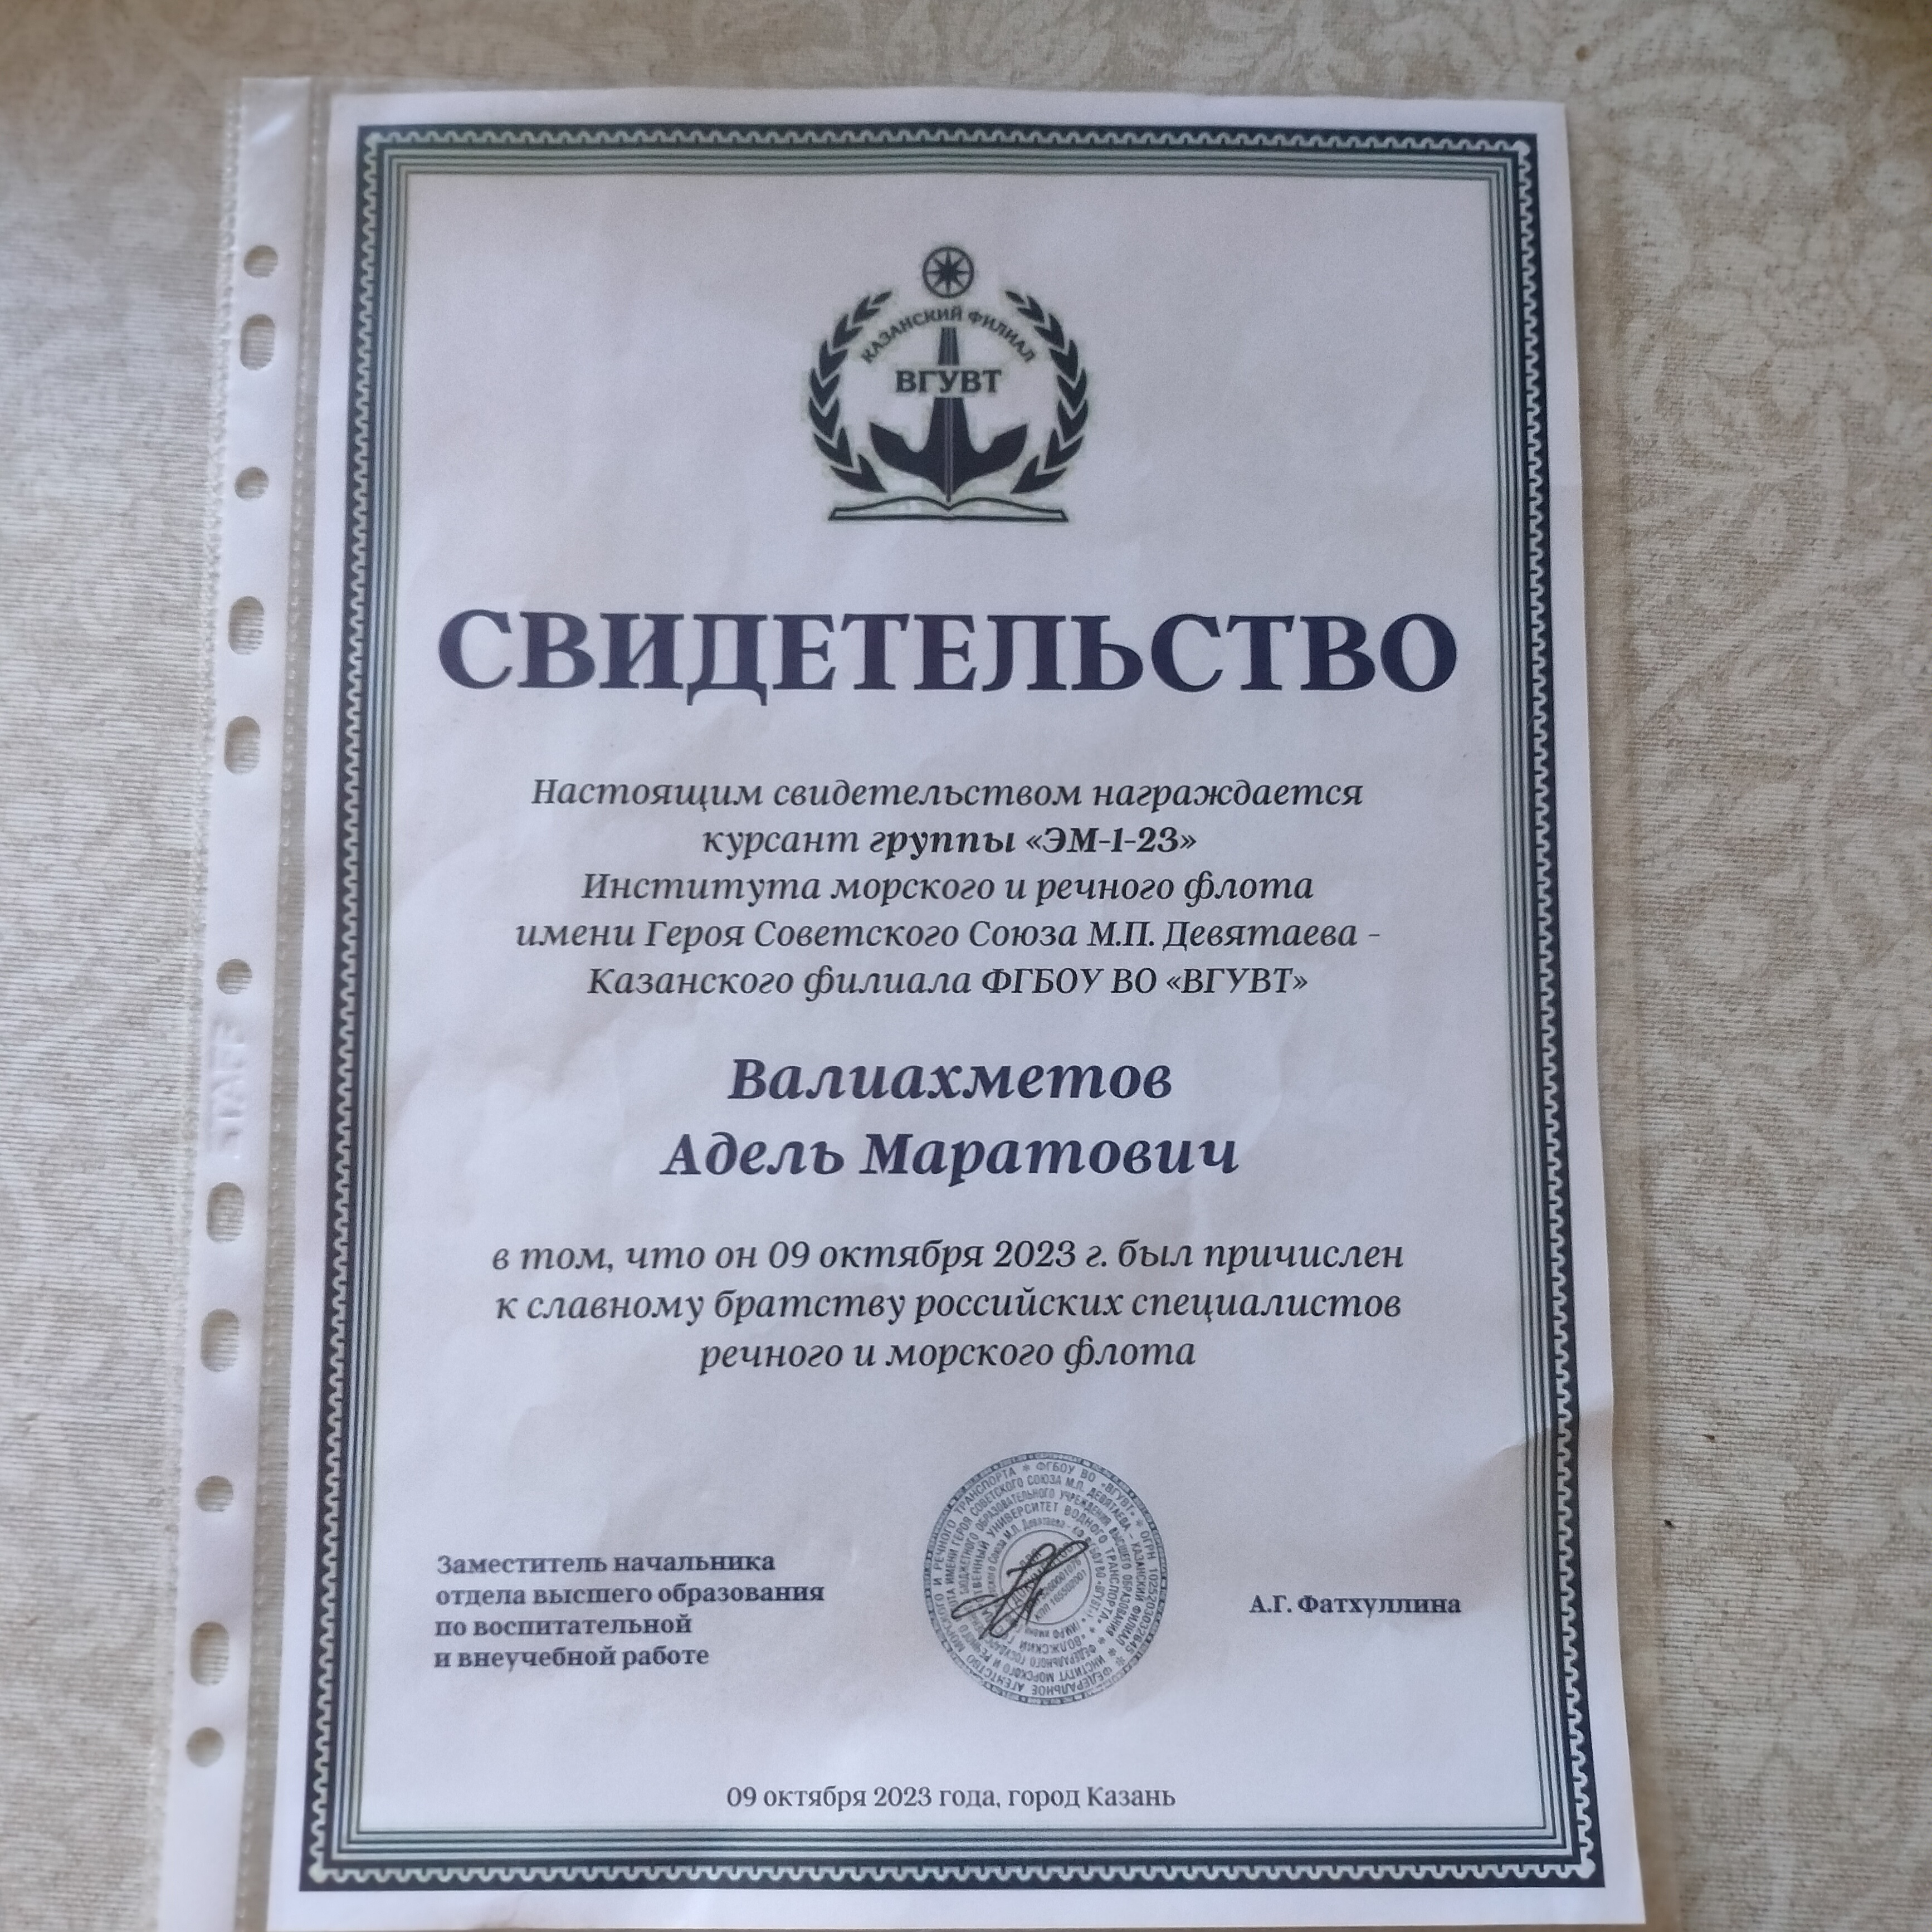 КАЗАНСКИЙ ФИЛИАЛ
ВГУВТ
СВИДЕТЕЛЬСТВО
Настоящим свидетельством награждается
курсант группы «ЭМ-1-23»
Института морского и речного флота
имени Героя Советского Союза М.П. Девятаева -
Казанского филиала ФГБОУ ВО «ВГУВТ»
Валиахметов
Адель Маратович
в том, что он 09 октября 2023 г. был причислен
к славному братству российских специалистов
речного и морского флота
Заместитель начальника
отдела высшего образования
по воспитательной
и внеучебной работе
А.Г. Фатхуллина
09 октября 2023 года, город Казань